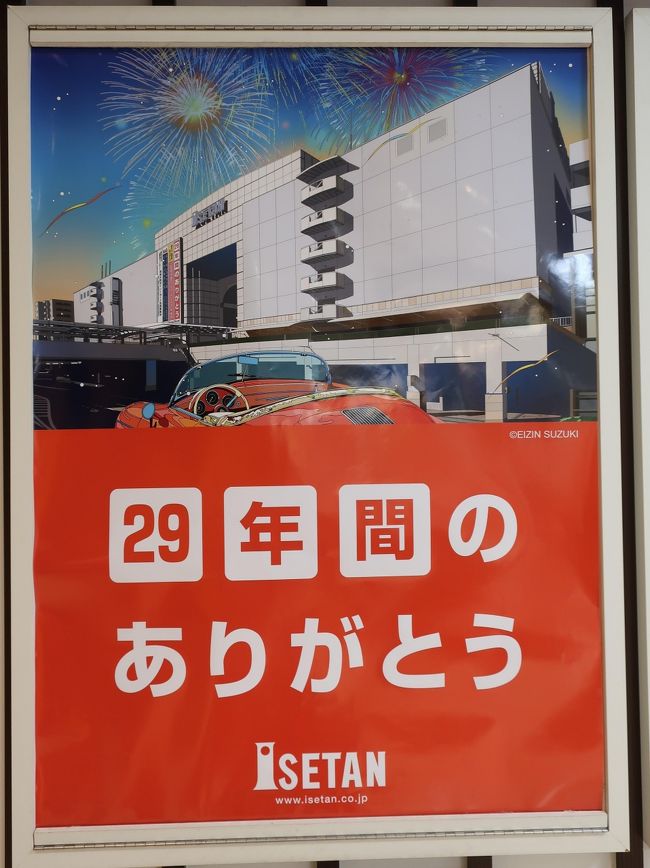 ISETAN
©EIZIN SUZUKI
29年間の
ありがとう
ISETAN
www.isetan.co.jp